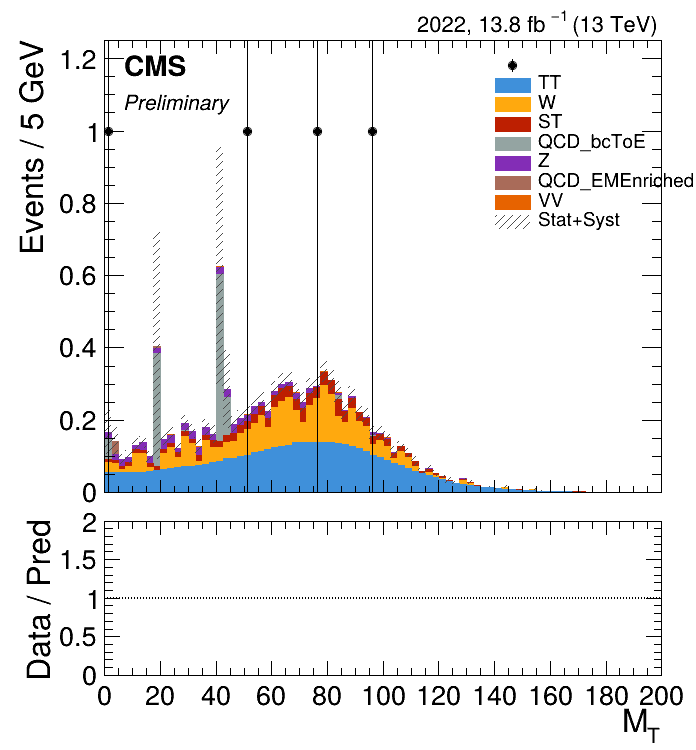 2022, 13.8 fb⁻¹ (13 TeV)
Events / 5 GeV
CMS
Preliminary
TT
W
ST
QCD_bcToE
Z
QCD_EMEnriched
VV
Stat+Syst
1.2
1
0.8
0.6
0.4
0.2
0
Data / Pred
2
1.5
1
0.5
0
0 20 40 60 80 100 120 140 160 180 200
M_T